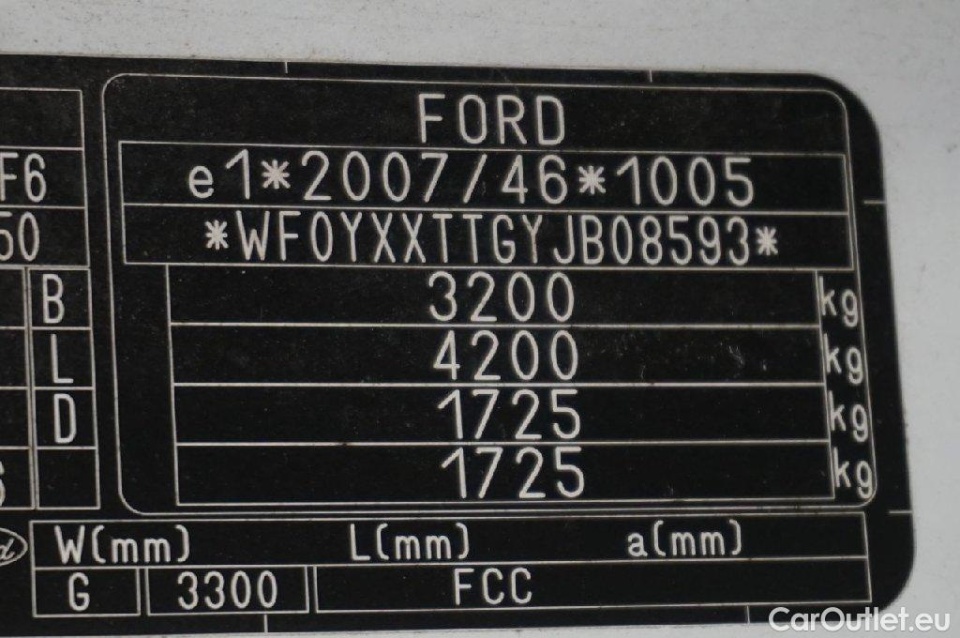 FORD
F6
e1*2007/46*1005
50
*WF0YXXTTGYJB08593*
B
3200 kg
L
4200 kg
D
1725 kg
1725 kg
W(mm) L(mm) a(mm)
G 3300 FCC
CarOutlet.eu